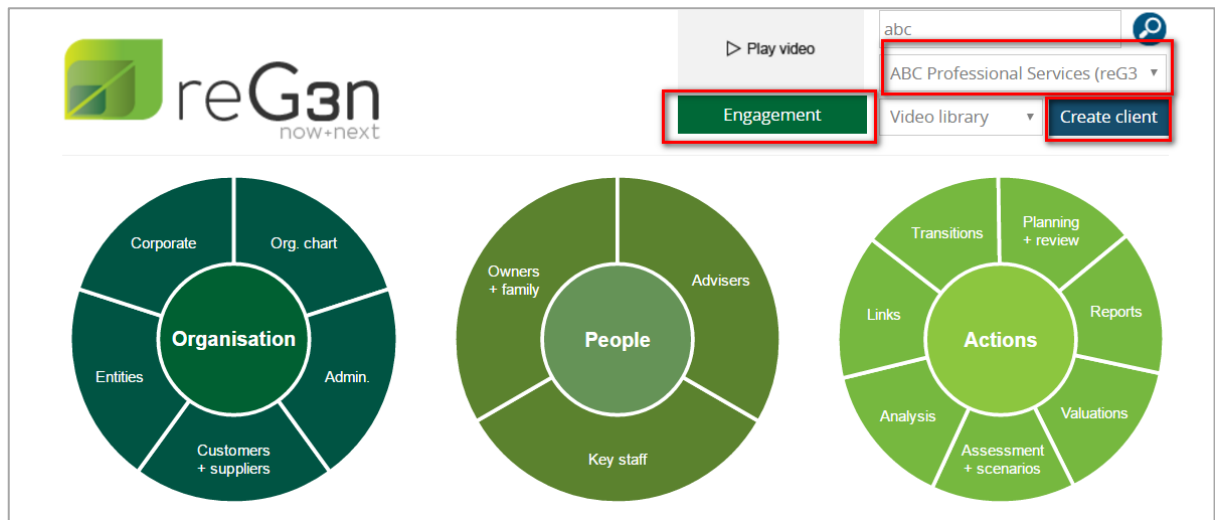 reG3n
now+next
▷ Play video
abc
ABC Professional Services (reG3
Engagement
Video library
Create client
Corporate
Org. chart
Entities
Organisation
Admin.
Customers
+ suppliers
Owners
+ family
Advisers
People
Key staff
Transitions
Planning
+ review
Links
Actions
Reports
Analysis
Valuations
Assessment
+ scenarios